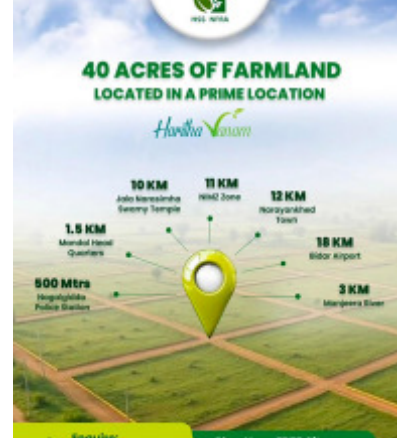 HSS NFRA
40 ACRES OF FARMLAND
LOCATED IN A PRIME LOCATION
Haritha Vanam
10 KM
Jala Narasimha
Swamy Temple
11 KM
NIMZ Zone
12 KM
Narayankhed
Town
1.5 KM
Mandal Head
Quarters
18 KM
Bidar Airport
500 Mtrs
Nagalgidda
Police Station
3 KM
Manjeera River